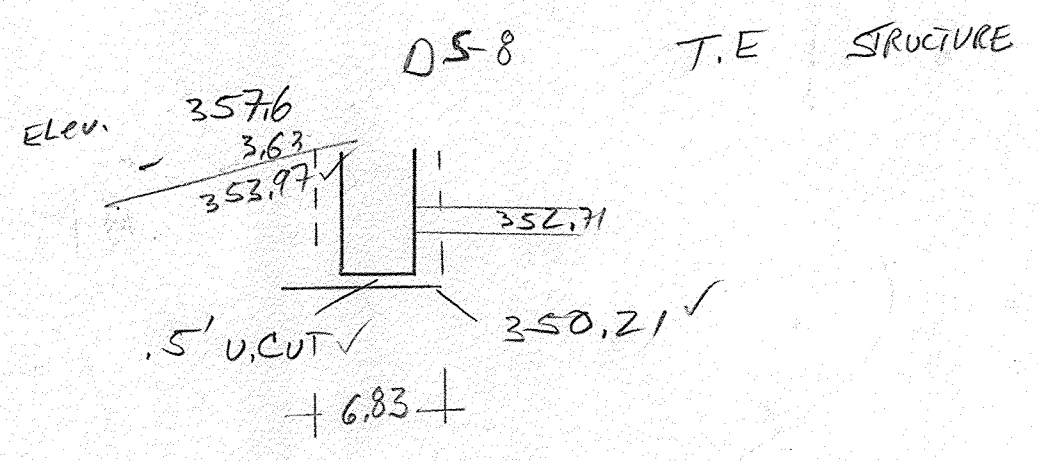 DS-8 T.E STRUCTURE
Elev. 357.6
- 3.63
353.97 ✓
352.71
350.21 ✓
.5' U.CUT ✓
6.83